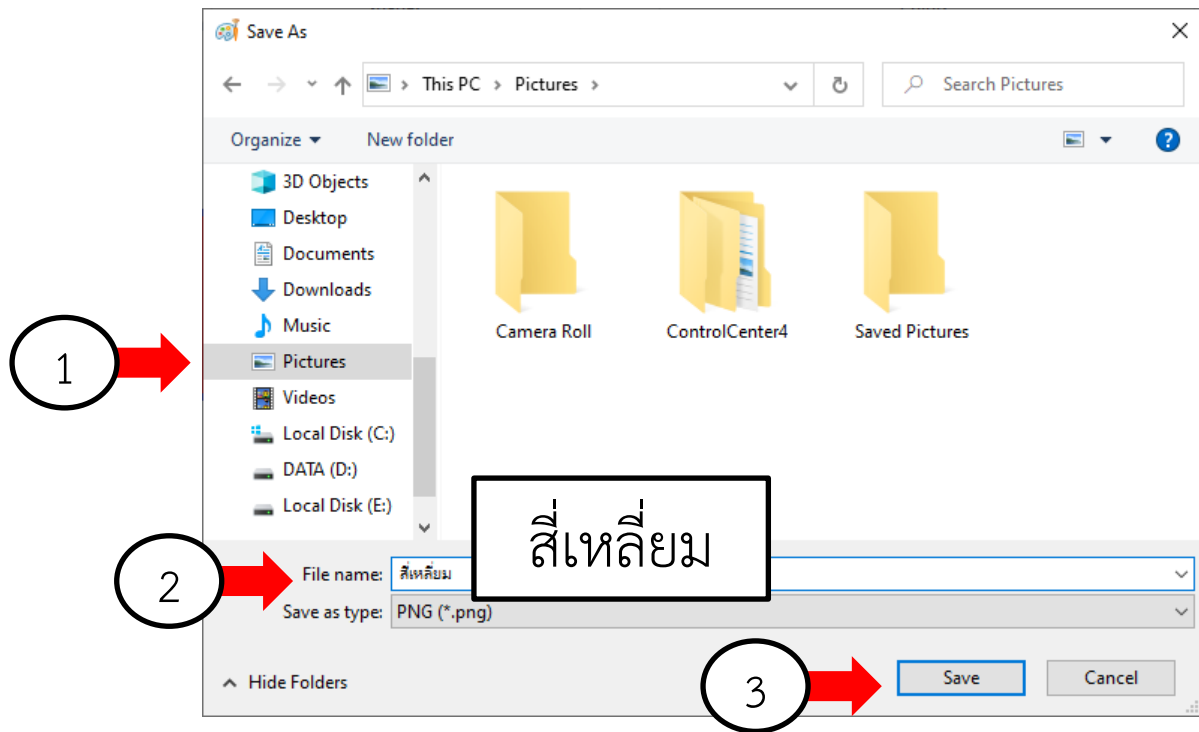 Save As
This PC > Pictures >
Search Pictures
Organize
New folder
3D Objects
Desktop
Documents
Downloads
Music
Pictures
Videos
Local Disk (C:)
DATA (D:)
Local Disk (E:)
Camera Roll
ControlCenter4
Saved Pictures
1
สี่เหลี่ยม
2
File name: สี่เหลี่ยม
Save as type: PNG (*.png)
Hide Folders
3
Save
Cancel